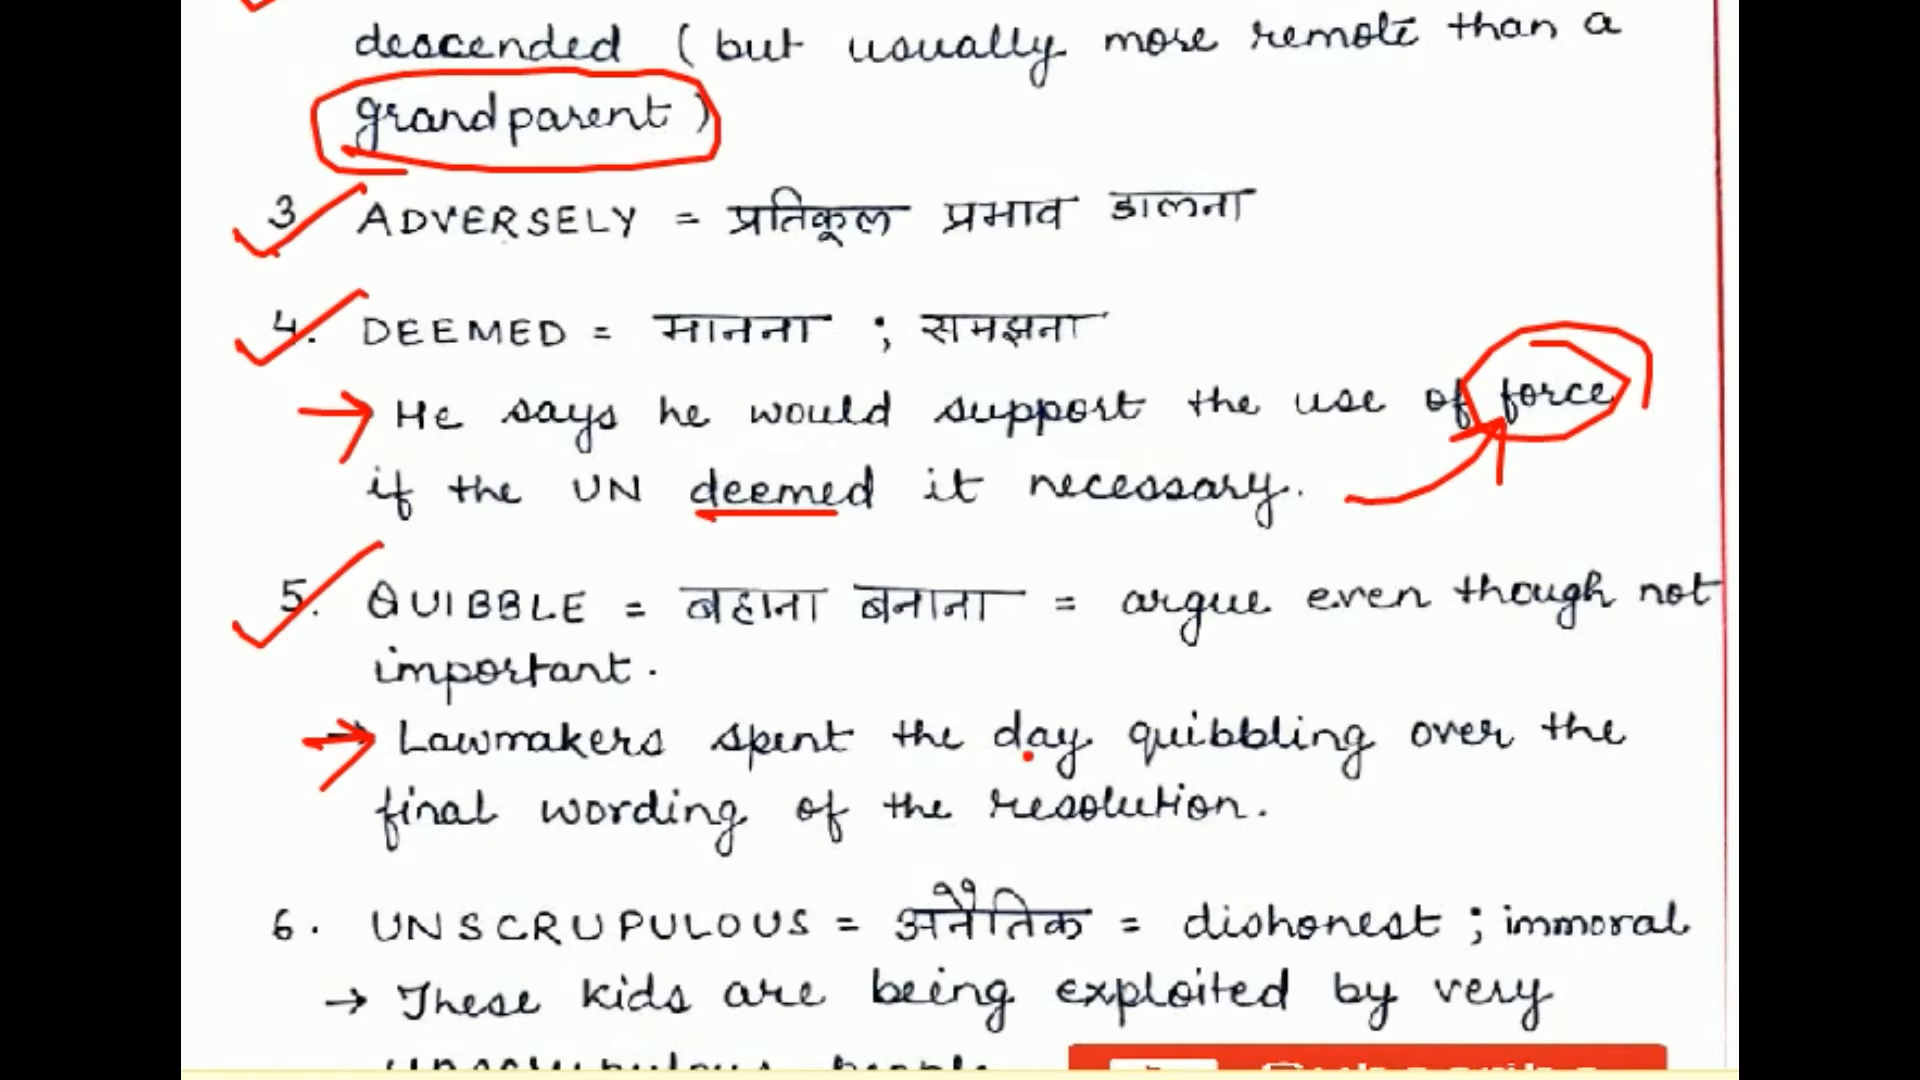 descended (but usually more remote than a
grandparent)
3 ADVERSELY = प्रतिकूल प्रभाव डालना
4. DEEMED = मानना ; समझना
→ He says he would support the use of force
if the UN deemed it necessary.
5. QUIBBLE = बहाना बनाना = argue even though not
important.
→ Lawmakers spent the day quibbling over the
final wording of the resolution.
6. UNSCRUPULOUS = अनैतिक = dishonest ; immoral
→ These kids are being exploited by very
unscrupulous people